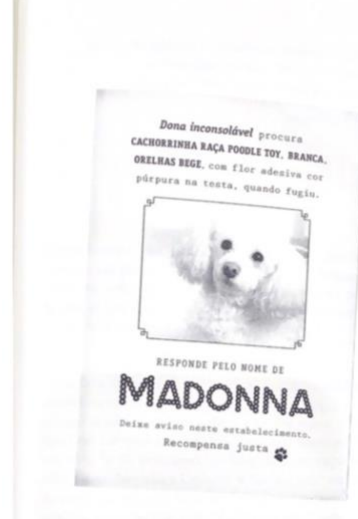 Dona inconsolável procura
CACHORRINHA RAÇA POODLE TOY, BRANCA,
ORELHAS BEGE, com flor adesiva cor
púrpura na testa, quando fugiu.
RESPONDE PELO NOME DE
MADONNA
Deixe aviso neste estabelecimento.
Recompensa justa